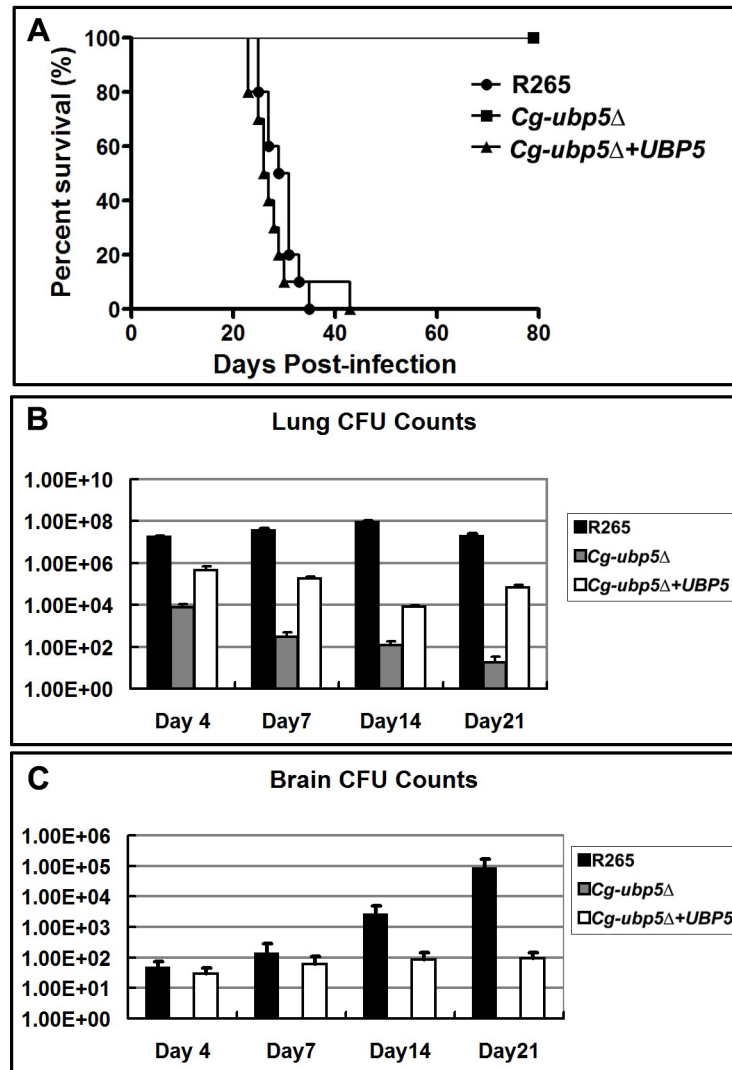 A
Percent survival (%)
100
80
60
40
20
0
0 20 40 60 80
Days Post-infection
R265
Cg-ubp5Δ
Cg-ubp5Δ+UBP5
B
Lung CFU Counts
1.00E+10
1.00E+08
1.00E+06
1.00E+04
1.00E+02
1.00E+00
Day 4 Day7 Day14 Day21
R265
Cg-ubp5Δ
Cg-ubp5Δ+UBP5
C
Brain CFU Counts
1.00E+06
1.00E+05
1.00E+04
1.00E+03
1.00E+02
1.00E+01
1.00E+00
Day 4 Day7 Day14 Day21
R265
Cg-ubp5Δ
Cg-ubp5Δ+UBP5